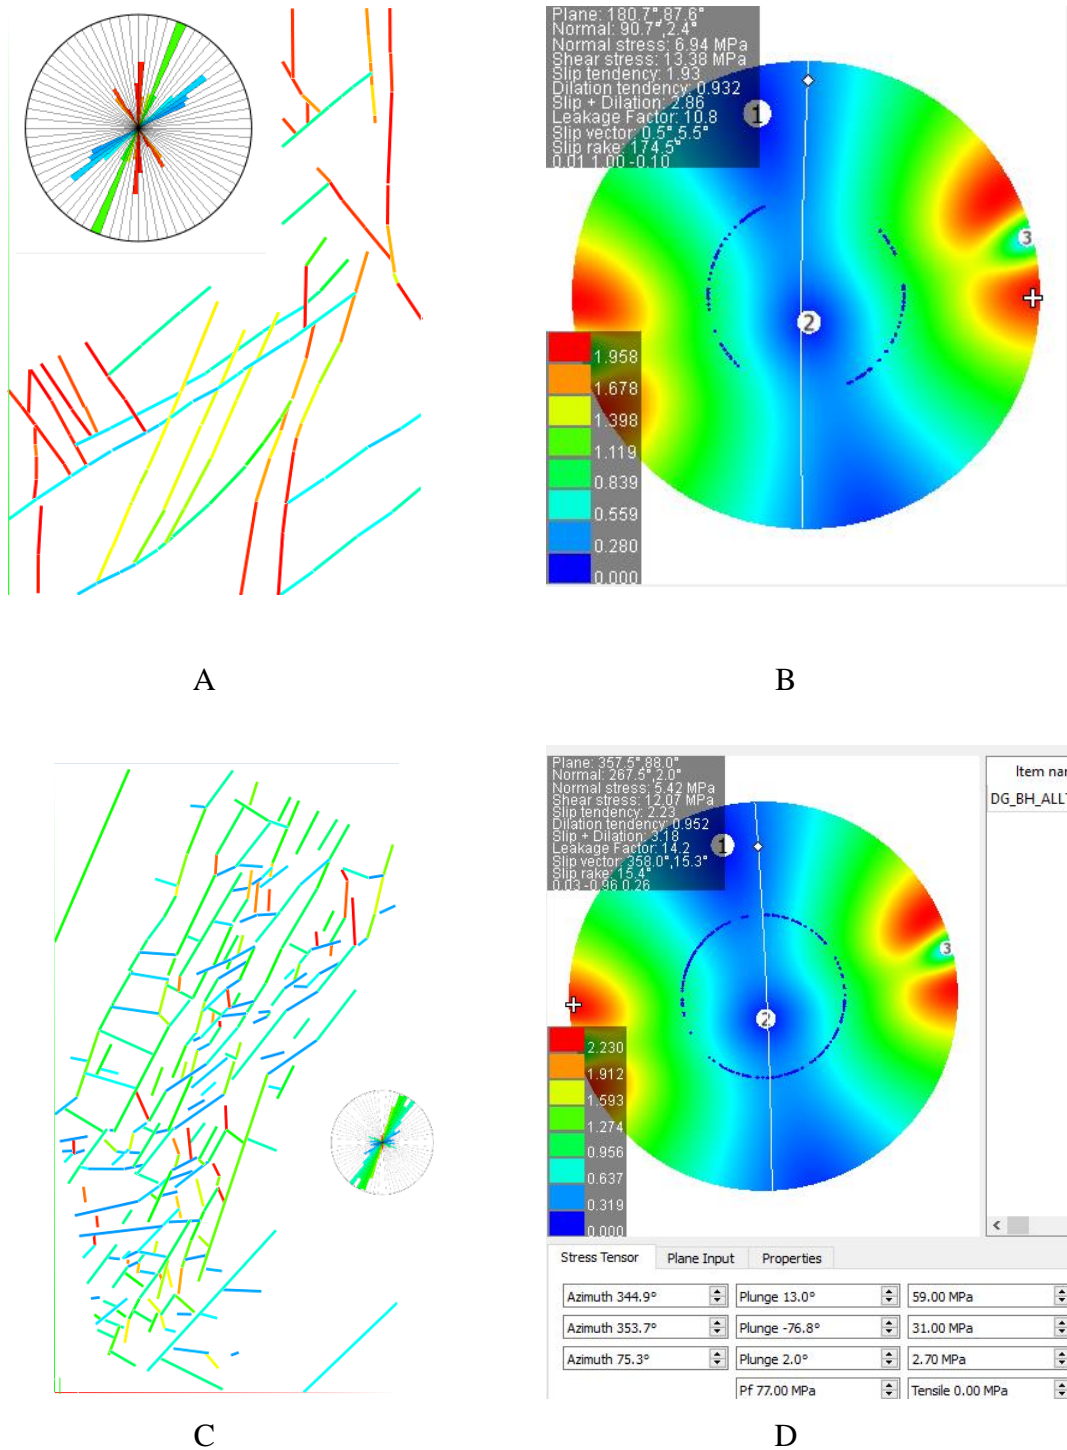 Plane: 180.7°,87.6°
Normal: 90.7°,2.4°
Normal stress: 6.94 MPa
Shear stress: 13.38 MPa
Slip tendency: 1.93
Dilation tendency: 0.932
Slip + Dilation: 2.86
Leakage Factor: 10.8
Slip vector: 0.5°,5.5°
Slip rake: 174.5°
0.01 1.00 -0.10
1
2
3
1.958
1.678
1.398
1.119
0.839
0.559
0.280
0.000
A
B
Plane: 357.5°,88.0°
Normal: 267.5°,2.0°
Normal stress: 5.42 MPa
Shear stress: 12.07 MPa
Slip tendency: 2.23
Dilation tendency: 0.952
Slip + Dilation: 3.18
Leakage Factor: 14.2
Slip vector: 358.0°,15.3°
Slip rake: 15.4°
0.03 -0.96 0.26
1
2
3
2.230
1.912
1.593
1.274
0.956
0.637
0.319
0.000
Item nar
DG_BH_ALL
<
Stress Tensor Plane Input Properties
Azimuth 344.9° Plunge 13.0° 59.00 MPa
Azimuth 353.7° Plunge -76.8° 31.00 MPa
Azimuth 75.3° Plunge 2.0° 2.70 MPa
Pf 77.00 MPa Tensile 0.00 MPa
C
D